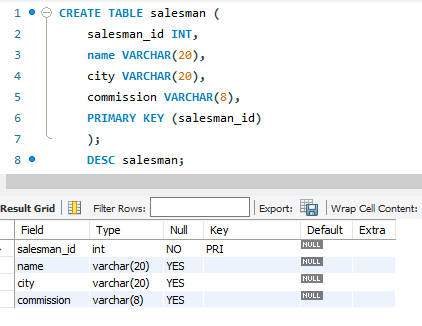 1 CREATE TABLE salesman (
2 salesman_id INT,
3 name VARCHAR(20),
4 city VARCHAR(20),
5 commission VARCHAR(8),
6 PRIMARY KEY (salesman_id)
7 );
8 DESC salesman;
Result Grid Filter Rows: Export: Wrap Cell Content:
Field Type Null Key Default Extra
salesman_id int NO PRI NULL
name varchar(20) YES NULL
city varchar(20) YES NULL
commission varchar(8) YES NULL